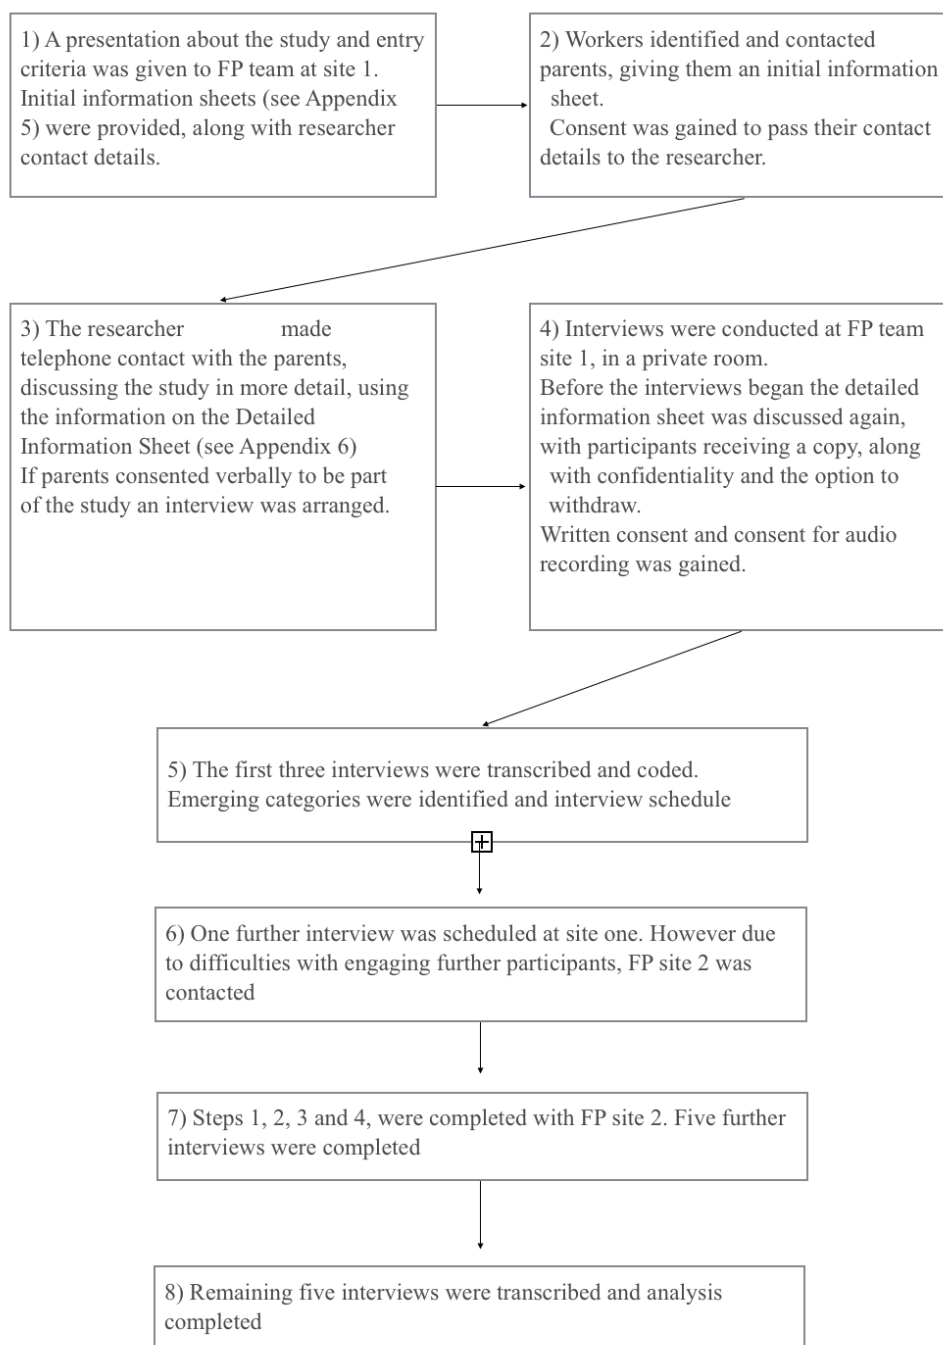 1) A presentation about the study and entry
criteria was given to FP team at site 1.
Initial information sheets (see Appendix
5) were provided, along with researcher
contact details.
2) Workers identified and contacted
parents, giving them an initial information
sheet.
Consent was gained to pass their contact
details to the researcher.
3) The researcher made
telephone contact with the parents,
discussing the study in more detail, using
the information on the Detailed
Information Sheet (see Appendix 6)
If parents consented verbally to be part
of the study an interview was arranged.
4) Interviews were conducted at FP team
site 1, in a private room.
Before the interviews began the detailed
information sheet was discussed again,
with participants receiving a copy, along
with confidentiality and the option to
withdraw.
Written consent and consent for audio
recording was gained.
5) The first three interviews were transcribed and coded.
Emerging categories were identified and interview schedule
6) One further interview was scheduled at site one. However due
to difficulties with engaging further participants, FP site 2 was
contacted
7) Steps 1, 2, 3 and 4, were completed with FP site 2. Five further
interviews were completed
8) Remaining five interviews were transcribed and analysis
completed